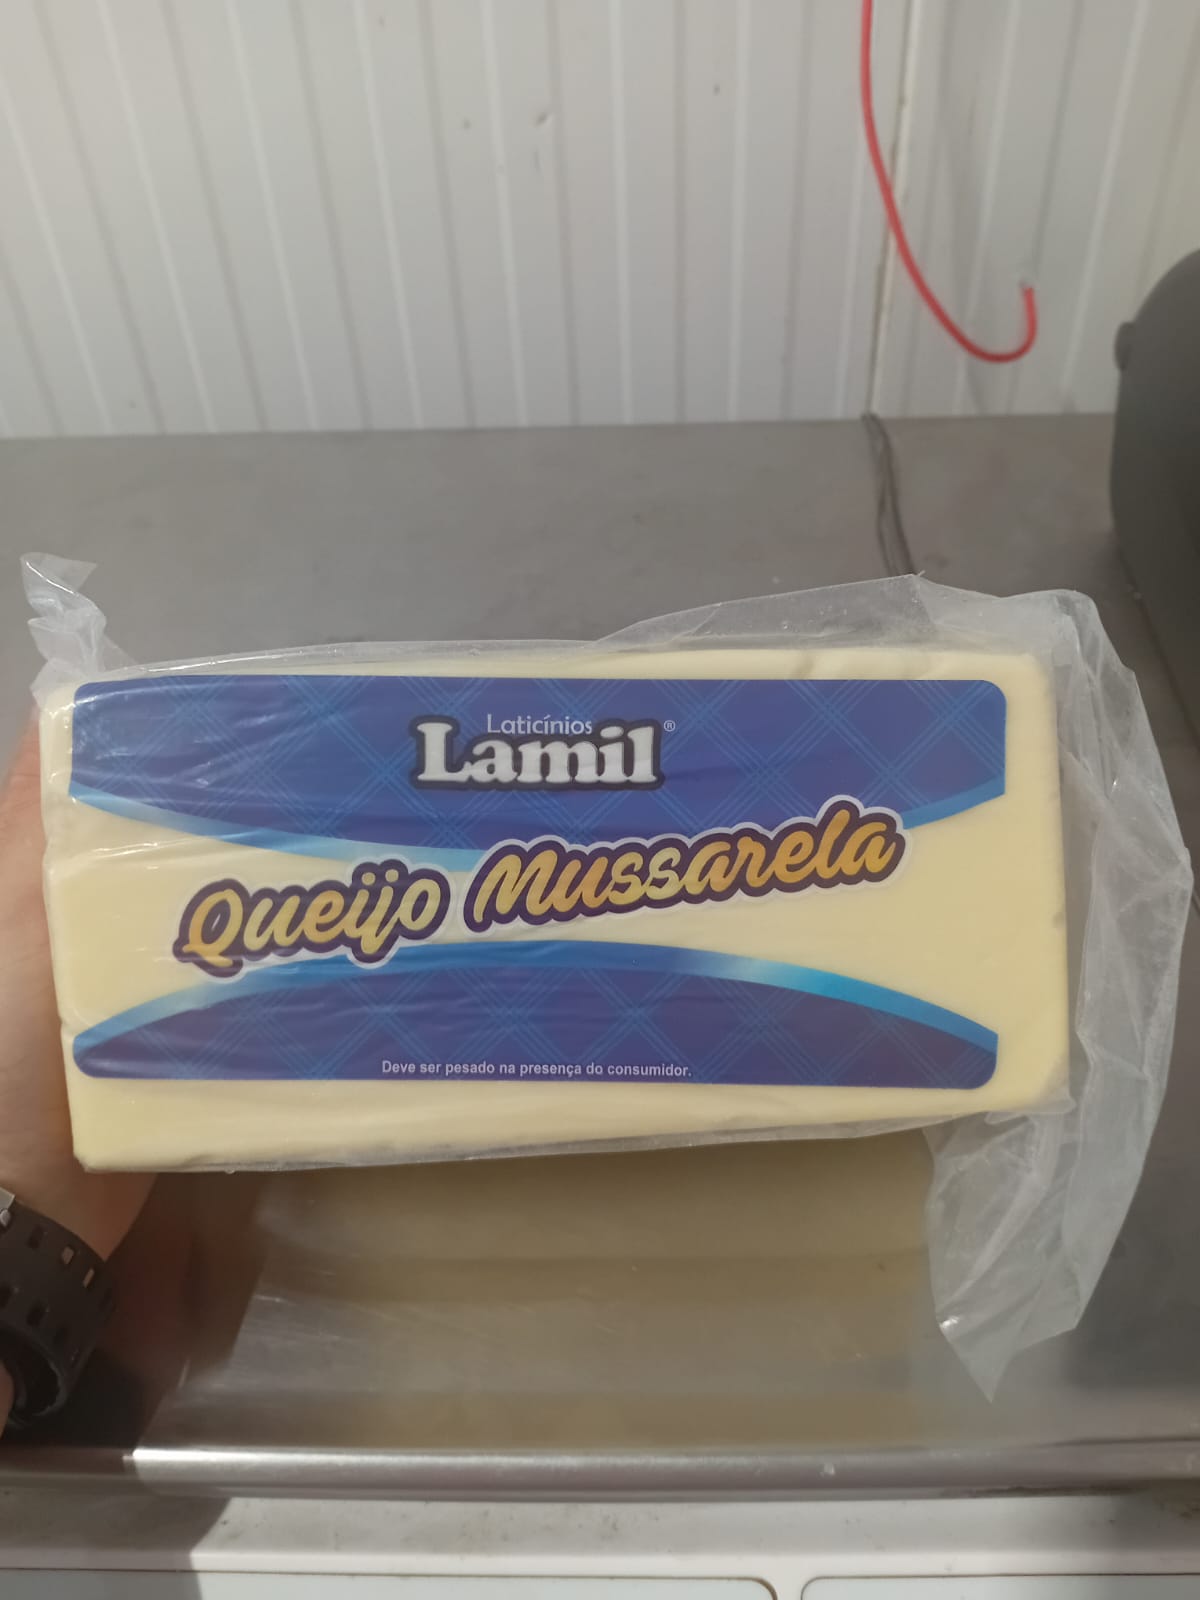 Laticínios
Lamil®
Queijo Mussarela
Deve ser pesado na presença do consumidor.